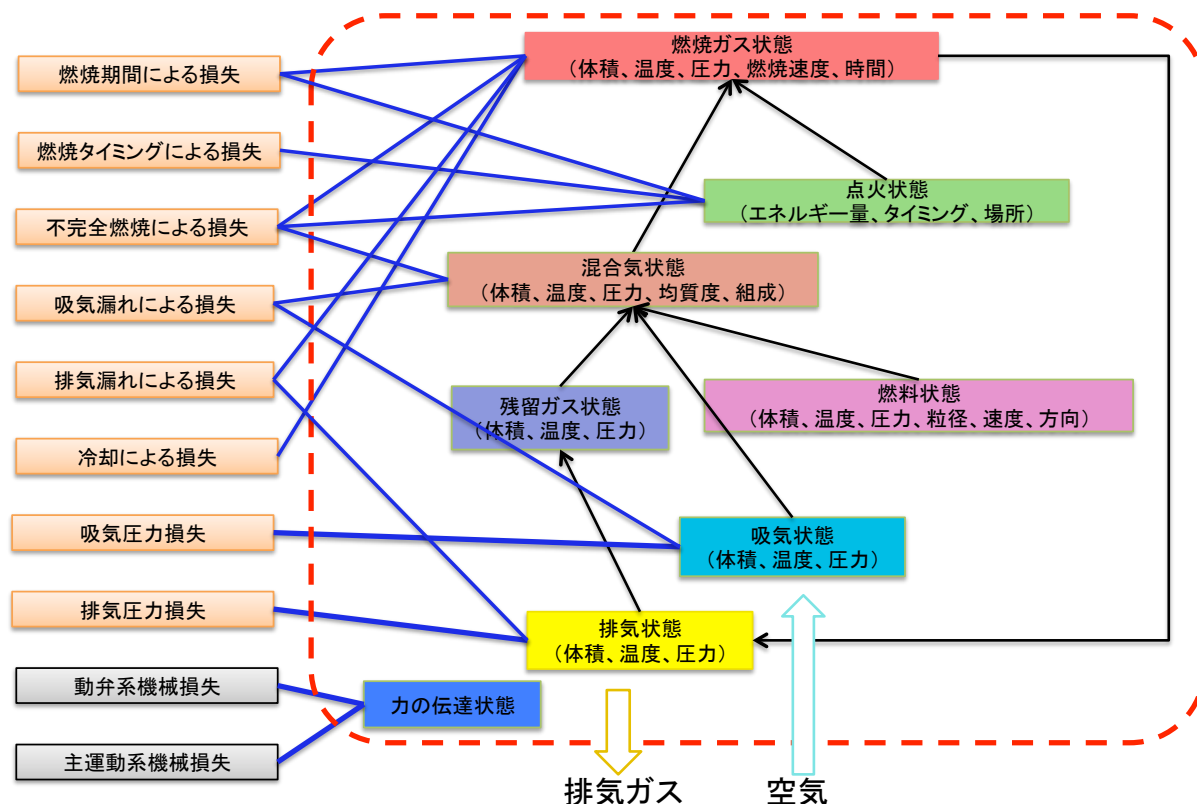 燃焼ガス状態
（体積、温度、圧力、燃焼速度、時間）
燃焼期間による損失
燃焼タイミングによる損失
点火状態
（エネルギー量、タイミング、場所）
不完全燃焼による損失
混合気状態
（体積、温度、圧力、均質度、組成）
吸気漏れによる損失
排気漏れによる損失
残留ガス状態
（体積、温度、圧力）
燃料状態
（体積、温度、圧力、粒径、速度、方向）
冷却による損失
吸気圧力損失
吸気状態
（体積、温度、圧力）
排気圧力損失
排気状態
（体積、温度、圧力）
動弁系機械損失
力の伝達状態
主運動系機械損失
排気ガス
空気